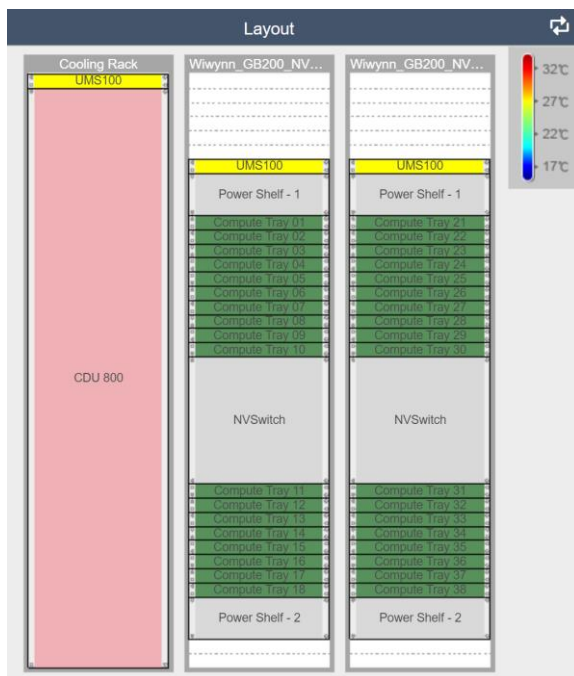 Layout
Cooling Rack
UMS100
CDU 800
Wiwynn_GB200_NV...
UMS100
Power Shelf - 1
Compute Tray 01
Compute Tray 02
Compute Tray 03
Compute Tray 04
Compute Tray 05
Compute Tray 06
Compute Tray 07
Compute Tray 08
Compute Tray 09
Compute Tray 10
NVSwitch
Compute Tray 11
Compute Tray 12
Compute Tray 13
Compute Tray 14
Compute Tray 15
Compute Tray 16
Compute Tray 17
Compute Tray 18
Power Shelf - 2
Wiwynn_GB200_NV...
UMS100
Power Shelf - 1
Compute Tray 21
Compute Tray 22
Compute Tray 23
Compute Tray 24
Compute Tray 25
Compute Tray 26
Compute Tray 27
Compute Tray 28
Compute Tray 29
Compute Tray 30
NVSwitch
Compute Tray 31
Compute Tray 32
Compute Tray 33
Compute Tray 34
Compute Tray 35
Compute Tray 36
Compute Tray 37
Compute Tray 38
Power Shelf - 2
32℃
27℃
22℃
17℃